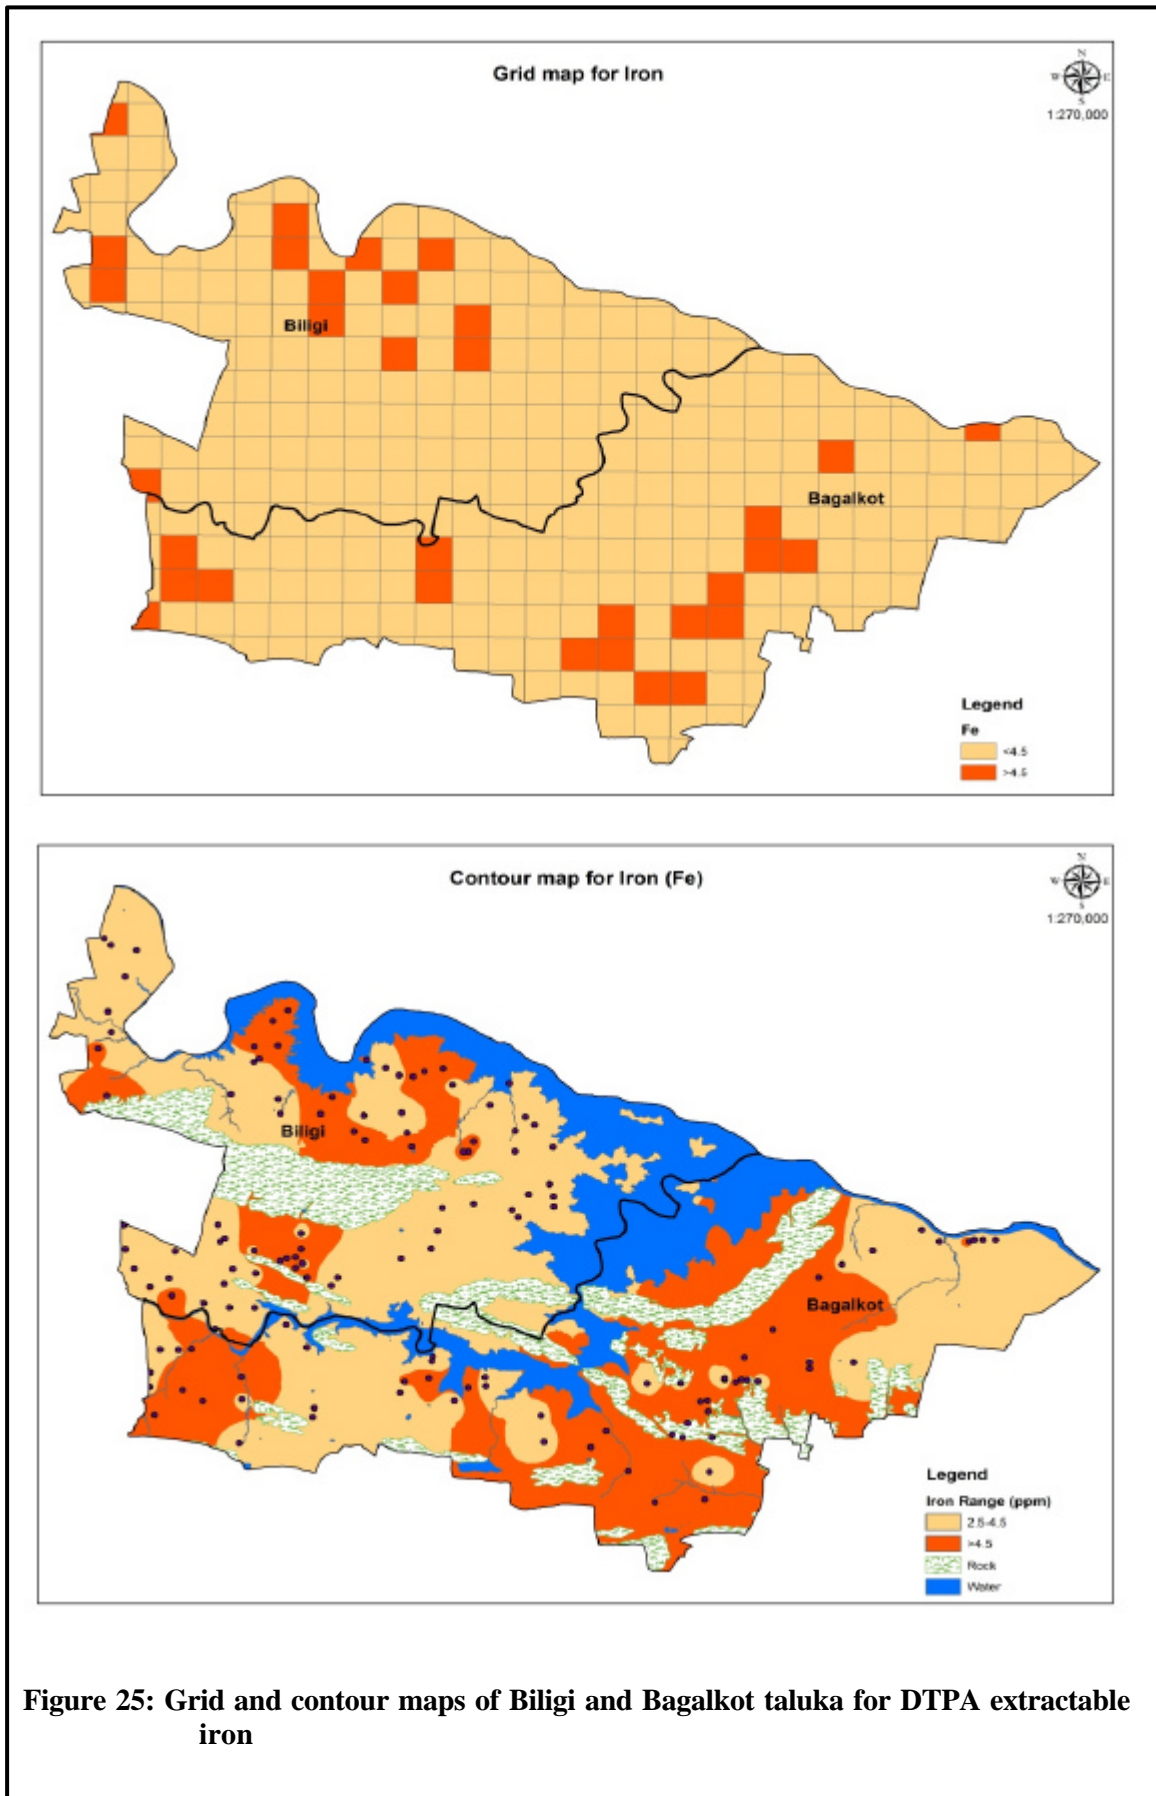 Grid map for Iron
N
W E
S
1:270,000
Biligi
Bagalkot
Legend
Fe
<4.5
>4.5
Contour map for Iron (Fe)
N
W E
S
1:270,000
Biligi
Bagalkot
Legend
Iron Range (ppm)
2.5-4.5
>4.5
Rock
Water
Figure 25: Grid and contour maps of Biligi and Bagalkot taluka for DTPA extractable
iron